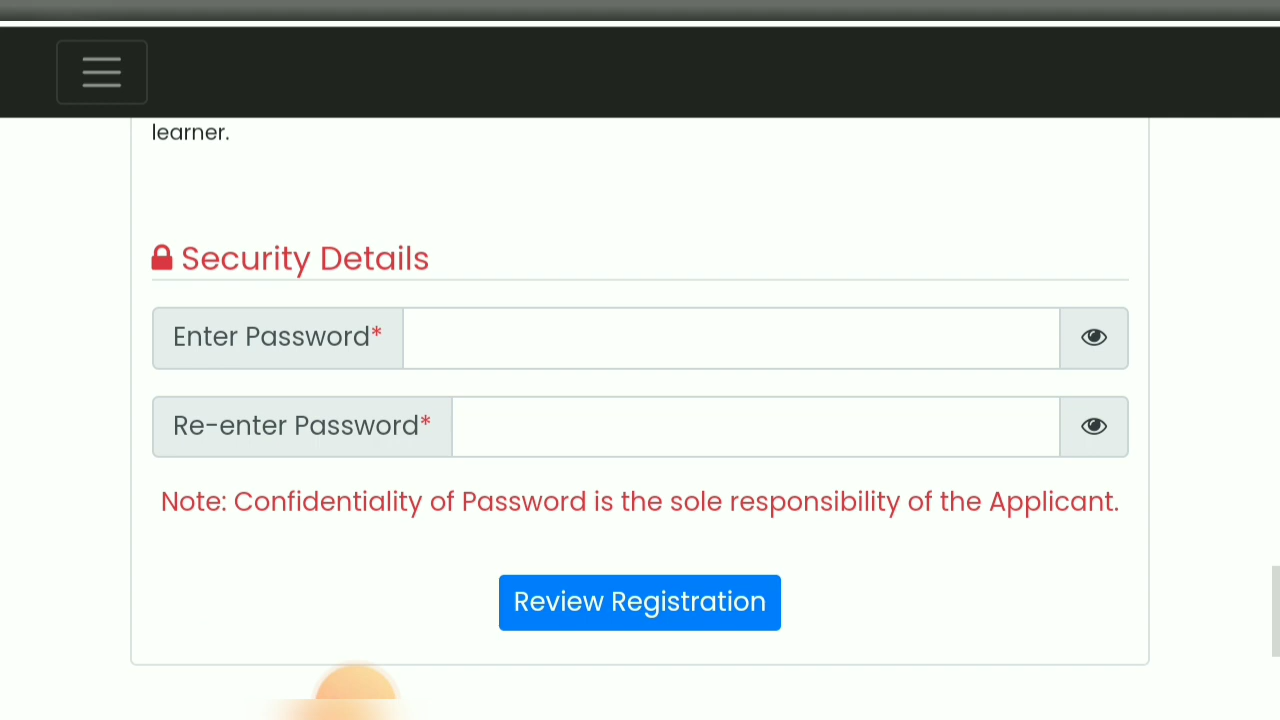 learner.
Security Details
Enter Password*
Re-enter Password*
Note: Confidentiality of Password is the sole responsibility of the Applicant.
Review Registration